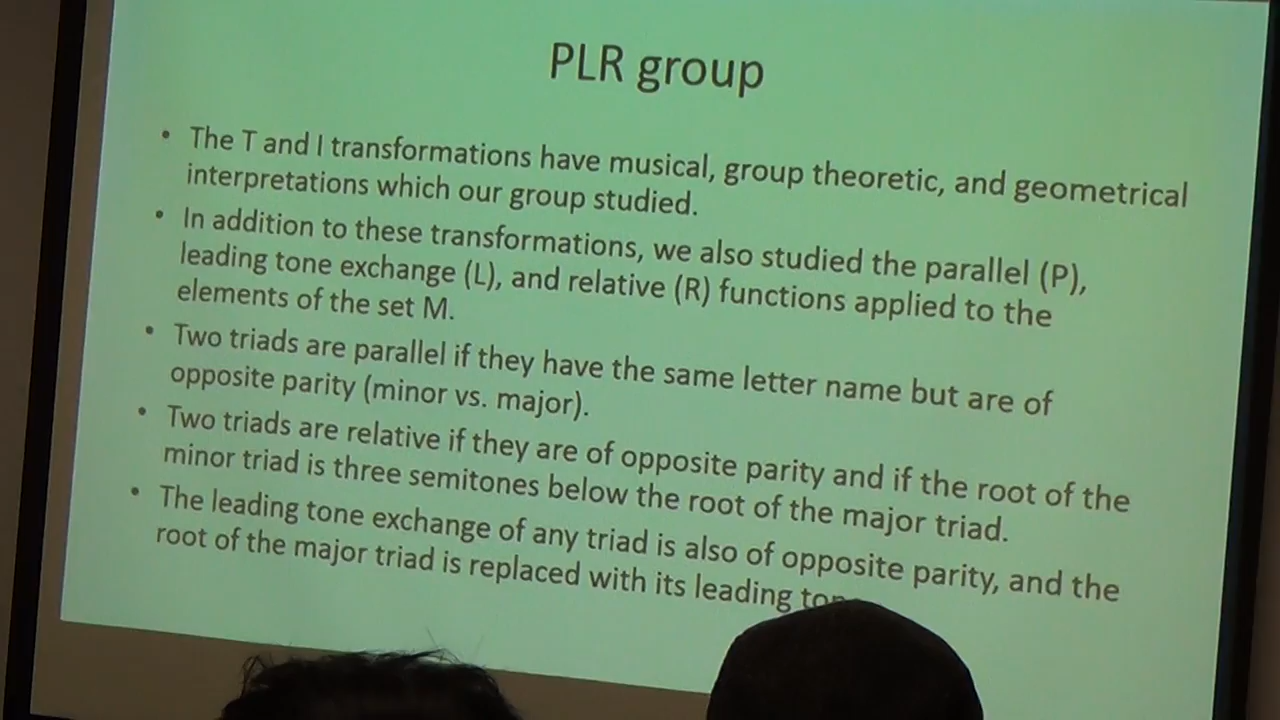 PLR group
• The T and I transformations have musical, group theoretic, and geometrical
interpretations which our group studied.
• In addition to these transformations, we also studied the parallel (P),
leading tone exchange (L), and relative (R) functions applied to the
elements of the set M.
• Two triads are parallel if they have the same letter name but are of
opposite parity (minor vs. major).
• Two triads are relative if they are of opposite parity and if the root of the
minor triad is three semitones below the root of the major triad.
• The leading tone exchange of any triad is also of opposite parity, and the
root of the major triad is replaced with its leading